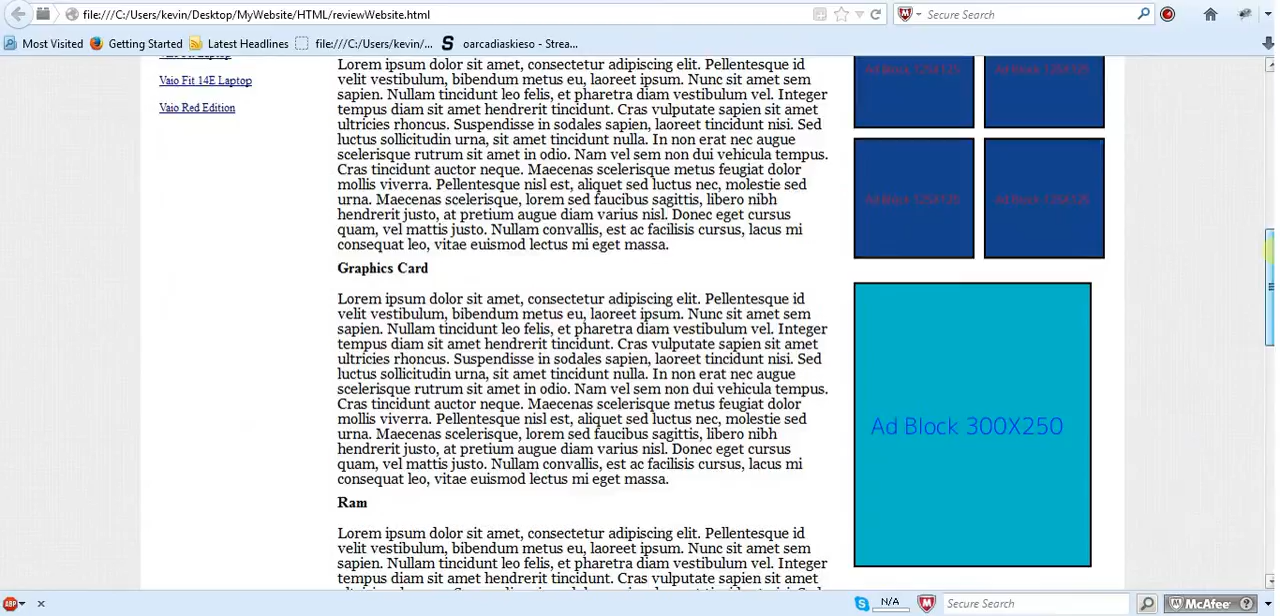 file:///C:/Users/kevin/Desktop/MyWebsite/HTML/reviewWebsite.html
Secure Search
Most Visited
Getting Started
Latest Headlines
file:///C:/Users/kevin/...
oarcadiaskieso - Strea...
Vaio Fit 14E Laptop
Vaio Red Edition
Lorem ipsum dolor sit amet, consectetur adipiscing elit. Pellentesque id
velit vestibulum, bibendum metus eu, laoreet ipsum. Nunc sit amet sem
sapien. Nullam tincidunt leo felis, et pharetra diam vestibulum vel. Integer
tempus diam sit amet hendrerit tincidunt. Cras vulputate sapien sit amet
ultricies rhoncus. Suspendisse in sodales sapien, laoreet tincidunt nisi. Sed
luctus sollicitudin urna, sit amet tincidunt nulla. In non erat nec augue
scelerisque rutrum sit amet in odio. Nam vel sem non dui vehicula tempus.
Cras tincidunt auctor neque. Maecenas scelerisque metus feugiat dolor
mollis viverra. Pellentesque nisl est, aliquet sed luctus nec, molestie sed
urna. Maecenas scelerisque, lorem sed faucibus sagittis, libero nibh
hendrerit justo, at pretium augue diam varius nisl. Donec eget cursus
quam, vel mattis justo. Nullam convallis, est ac facilisis cursus, lacus mi
consequat leo, vitae euismod lectus mi eget massa.
Graphics Card
Lorem ipsum dolor sit amet, consectetur adipiscing elit. Pellentesque id
velit vestibulum, bibendum metus eu, laoreet ipsum. Nunc sit amet sem
sapien. Nullam tincidunt leo felis, et pharetra diam vestibulum vel. Integer
tempus diam sit amet hendrerit tincidunt. Cras vulputate sapien sit amet
ultricies rhoncus. Suspendisse in sodales sapien, laoreet tincidunt nisi. Sed
luctus sollicitudin urna, sit amet tincidunt nulla. In non erat nec augue
scelerisque rutrum sit amet in odio. Nam vel sem non dui vehicula tempus.
Cras tincidunt auctor neque. Maecenas scelerisque metus feugiat dolor
mollis viverra. Pellentesque nisl est, aliquet sed luctus nec, molestie sed
urna. Maecenas scelerisque, lorem sed faucibus sagittis, libero nibh
hendrerit justo, at pretium augue diam varius nisl. Donec eget cursus
quam, vel mattis justo. Nullam convallis, est ac facilisis cursus, lacus mi
consequat leo, vitae euismod lectus mi eget massa.
Ram
Lorem ipsum dolor sit amet, consectetur adipiscing elit. Pellentesque id
velit vestibulum, bibendum metus eu, laoreet ipsum. Nunc sit amet sem
sapien. Nullam tincidunt leo felis, et pharetra diam vestibulum vel. Integer
tempus diam sit amet hendrerit tincidunt. Cras vulputate sapien sit amet
Ad Block 125X125
Ad Block 125X125
Ad Block 125X125
Ad Block 125X125
Ad Block 300X250
ABP
N/A
Secure Search
McAfee